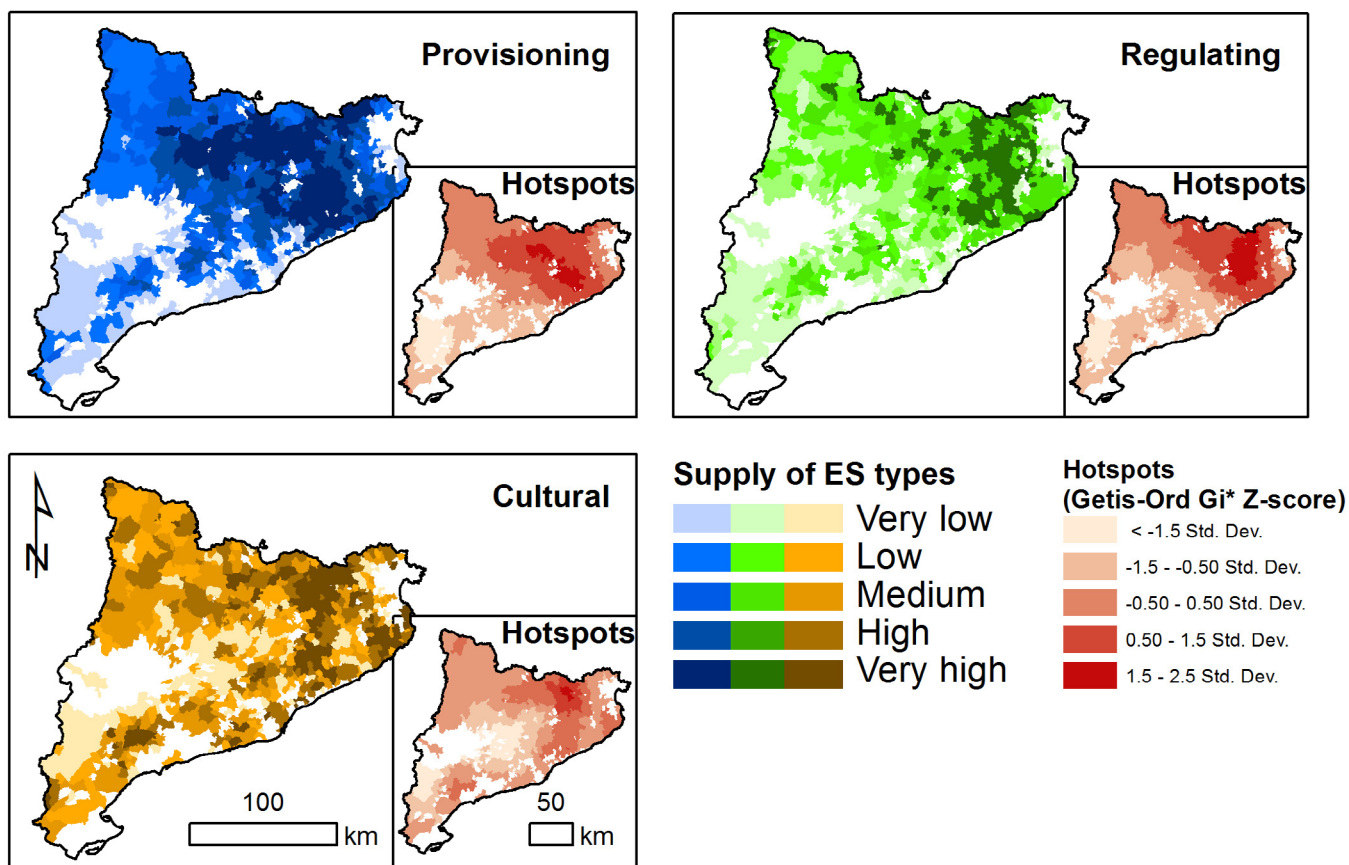 Provisioning
Hotspots
Regulating
Hotspots
Cultural
N
Hotspots
100
km
50
km
Supply of ES types
Very low
Low
Medium
High
Very high
Hotspots
(Getis-Ord Gi* Z-score)
< -1.5 Std. Dev.
-1.5 - -0.50 Std. Dev.
-0.50 - 0.50 Std. Dev.
0.50 - 1.5 Std. Dev.
1.5 - 2.5 Std. Dev.